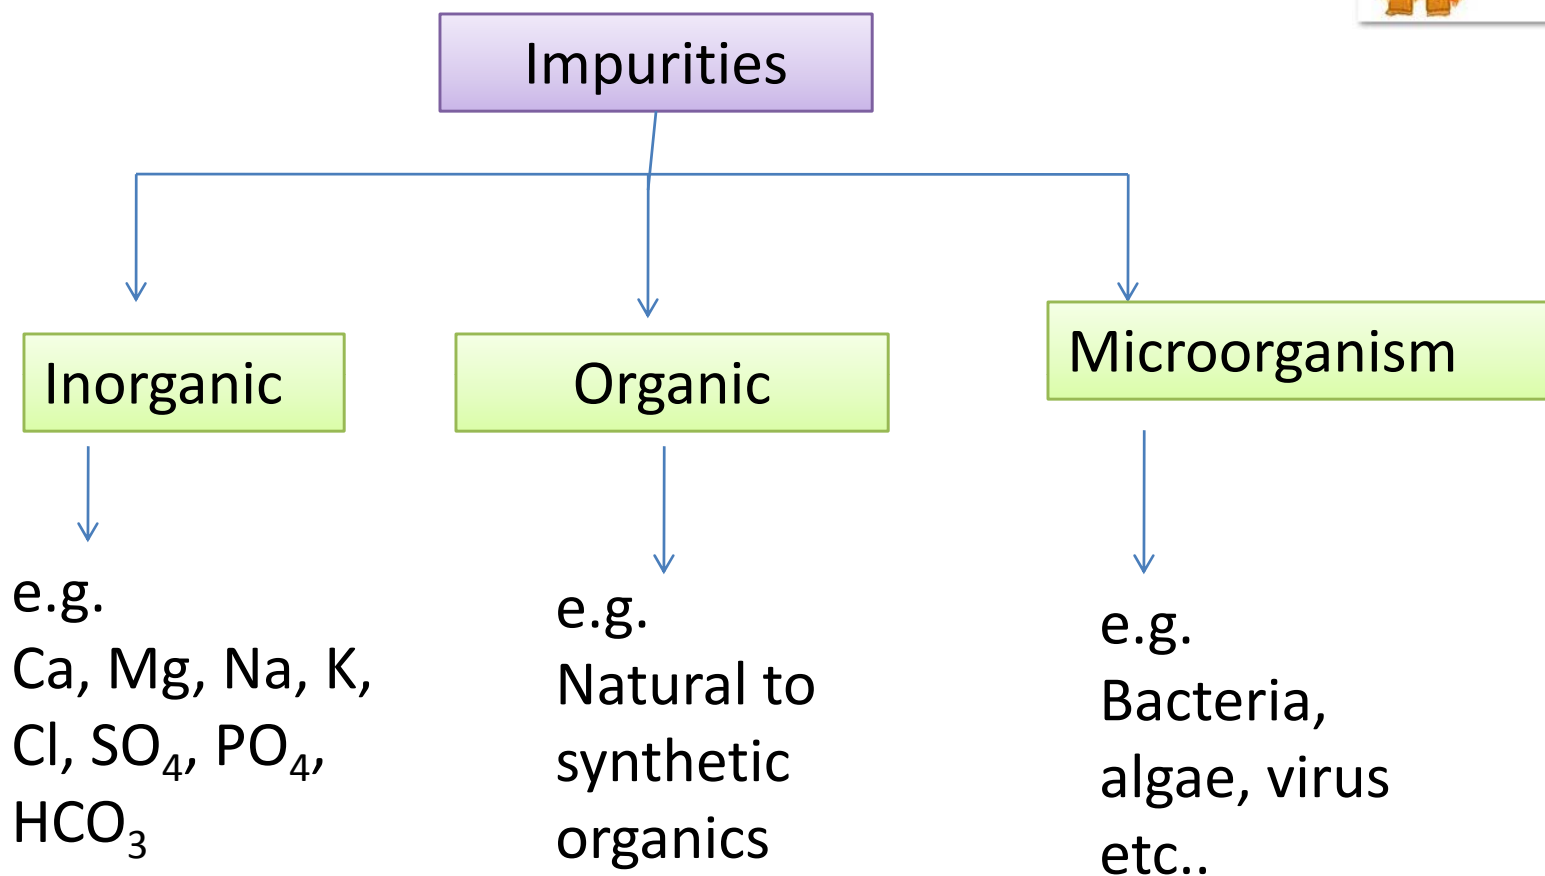 Impurities
Inorganic
Organic
Microorganism
e.g.
Ca, Mg, Na, K,
Cl, SO₄, PO₄,
HCO₃
e.g.
Natural to
synthetic
organics
e.g.
Bacteria,
algae, virus
etc..